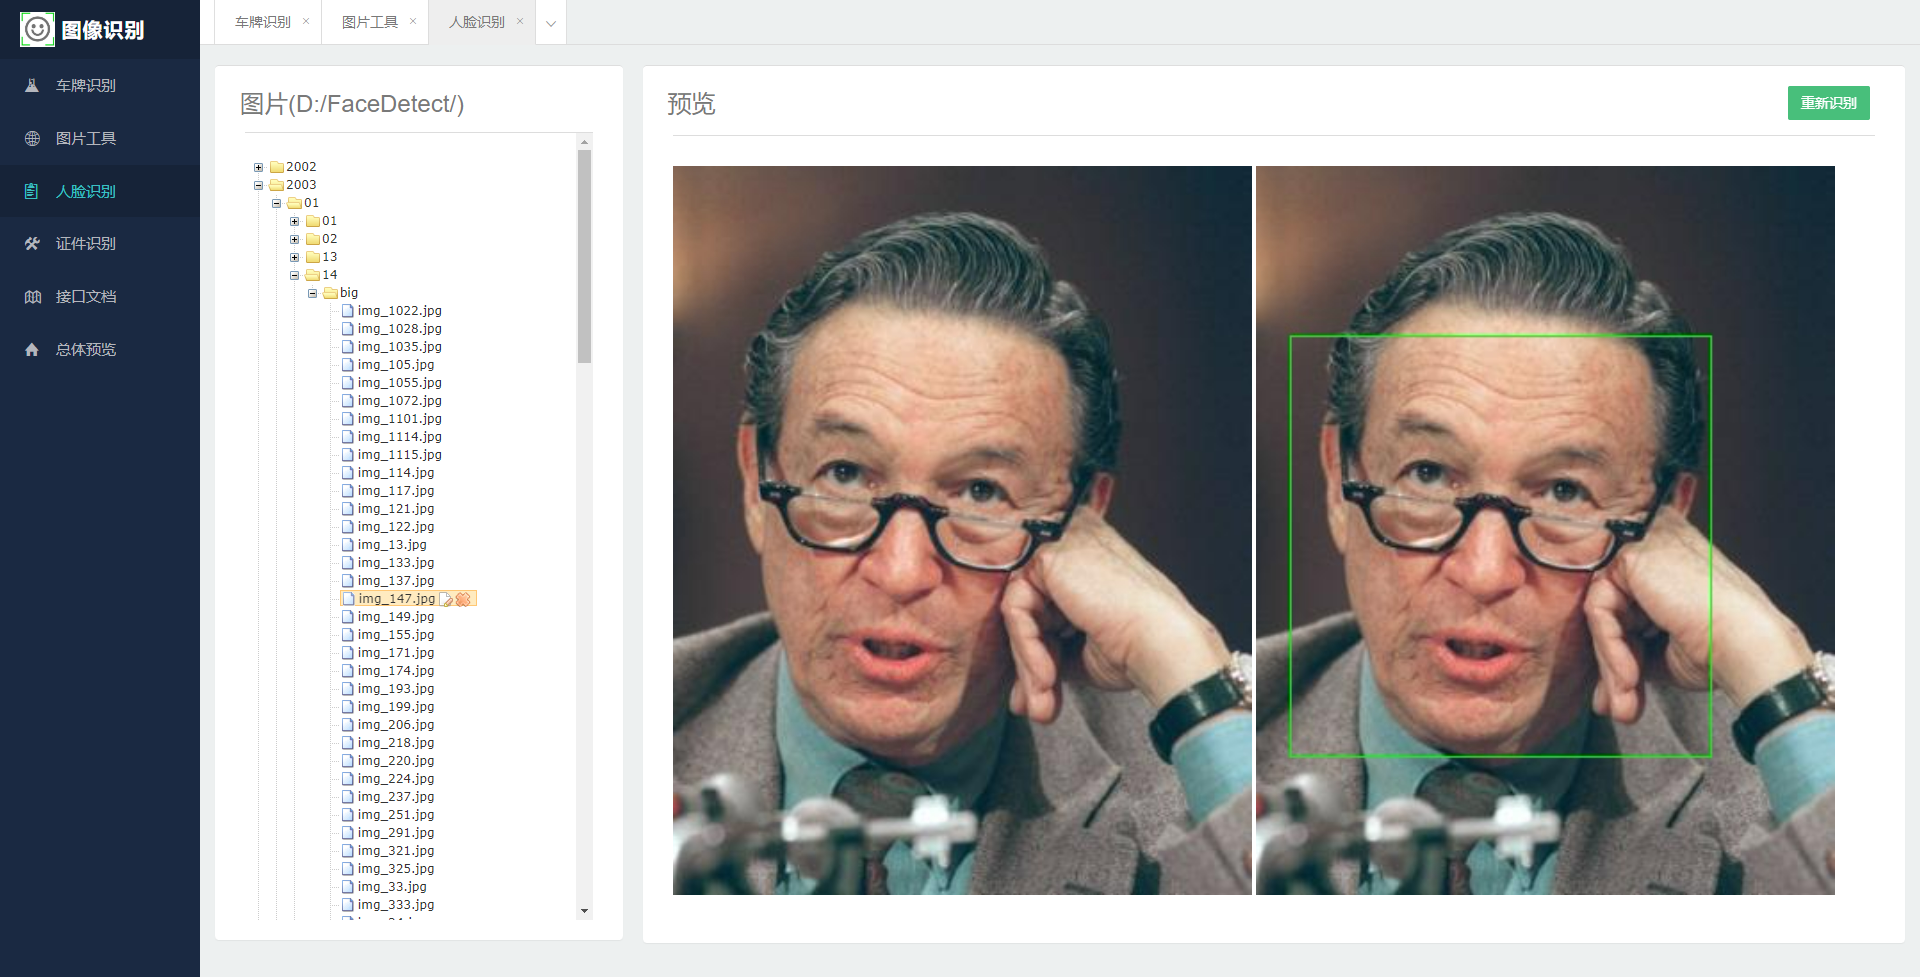 图像识别
车牌识别
图片工具
人脸识别
证件识别
接口文档
总体预览
车牌识别 × 图片工具 × 人脸识别 ×
图片(D:/FaceDetect/)
2002
2003
01
01
02
13
14
big
img_1022.jpg
img_1028.jpg
img_1035.jpg
img_105.jpg
img_1055.jpg
img_1072.jpg
img_1101.jpg
img_1114.jpg
img_1115.jpg
img_114.jpg
img_117.jpg
img_121.jpg
img_122.jpg
img_13.jpg
img_133.jpg
img_137.jpg
img_147.jpg
img_149.jpg
img_155.jpg
img_171.jpg
img_174.jpg
img_193.jpg
img_199.jpg
img_206.jpg
img_218.jpg
img_220.jpg
img_224.jpg
img_237.jpg
img_251.jpg
img_291.jpg
img_321.jpg
img_325.jpg
img_33.jpg
img_333.jpg
预览
重新识别